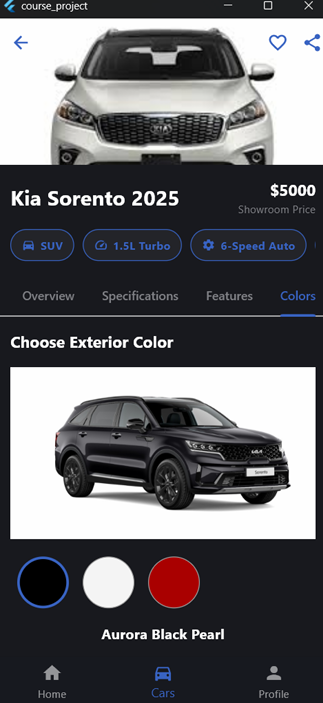 course_project
KIA
Kia Sorento 2025
$5000
Showroom Price
SUV
1.5L Turbo
6-Speed Auto
Overview
Specifications
Features
Colors
Choose Exterior Color
Sorento
Aurora Black Pearl
Home
Cars
Profile